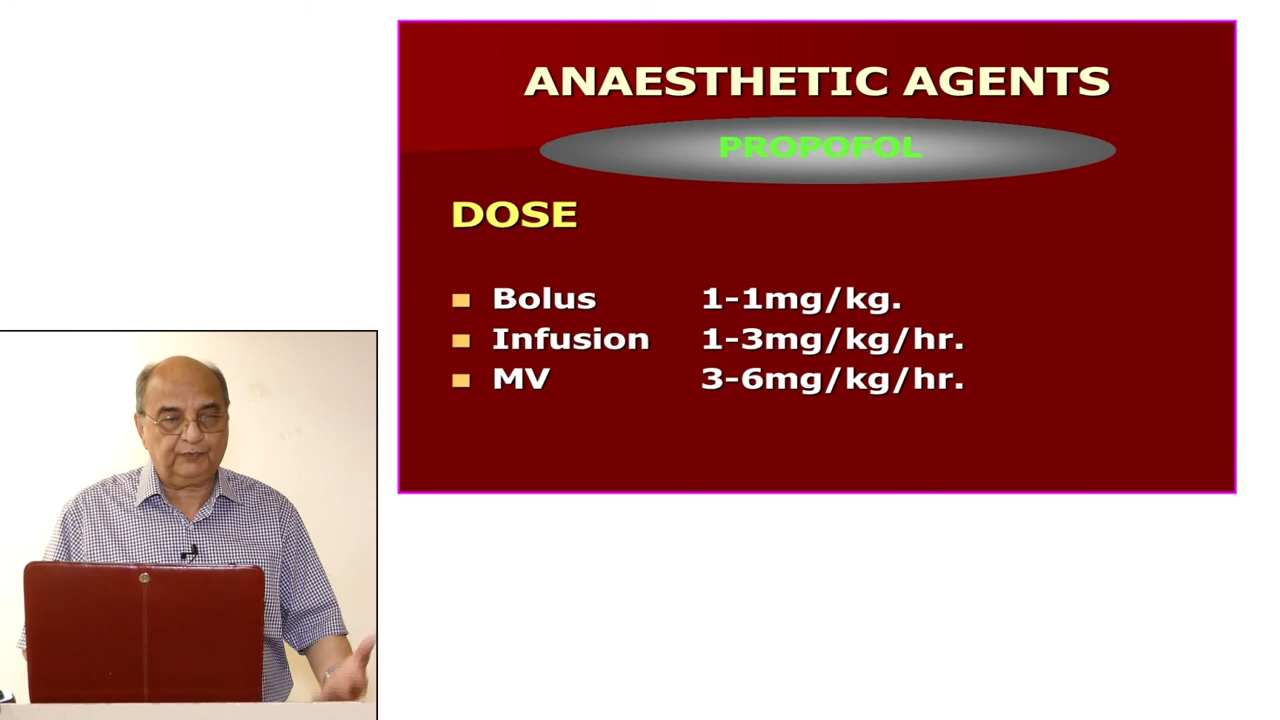 ANAESTHETIC AGENTS
PROPOFOL
DOSE
Bolus 1-1mg/kg.
Infusion 1-3mg/kg/hr.
MV 3-6mg/kg/hr.